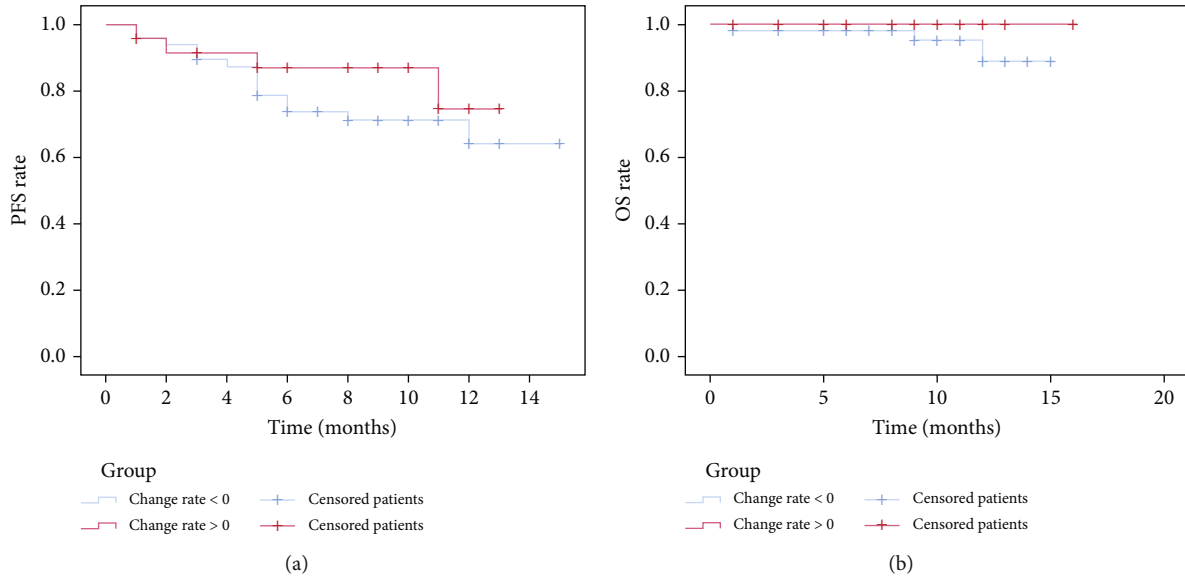 1.0
0.8
0.6
0.4
0.2
0.0
PFS rate
0 2 4 6 8 10 12 14
Time (months)
Group
Change rate < 0 Censored patients
Change rate > 0 Censored patients
(a)
1.0
0.8
0.6
0.4
0.2
0.0
OS rate
0 5 10 15 20
Time (months)
Group
Change rate < 0 Censored patients
Change rate > 0 Censored patients
(b)